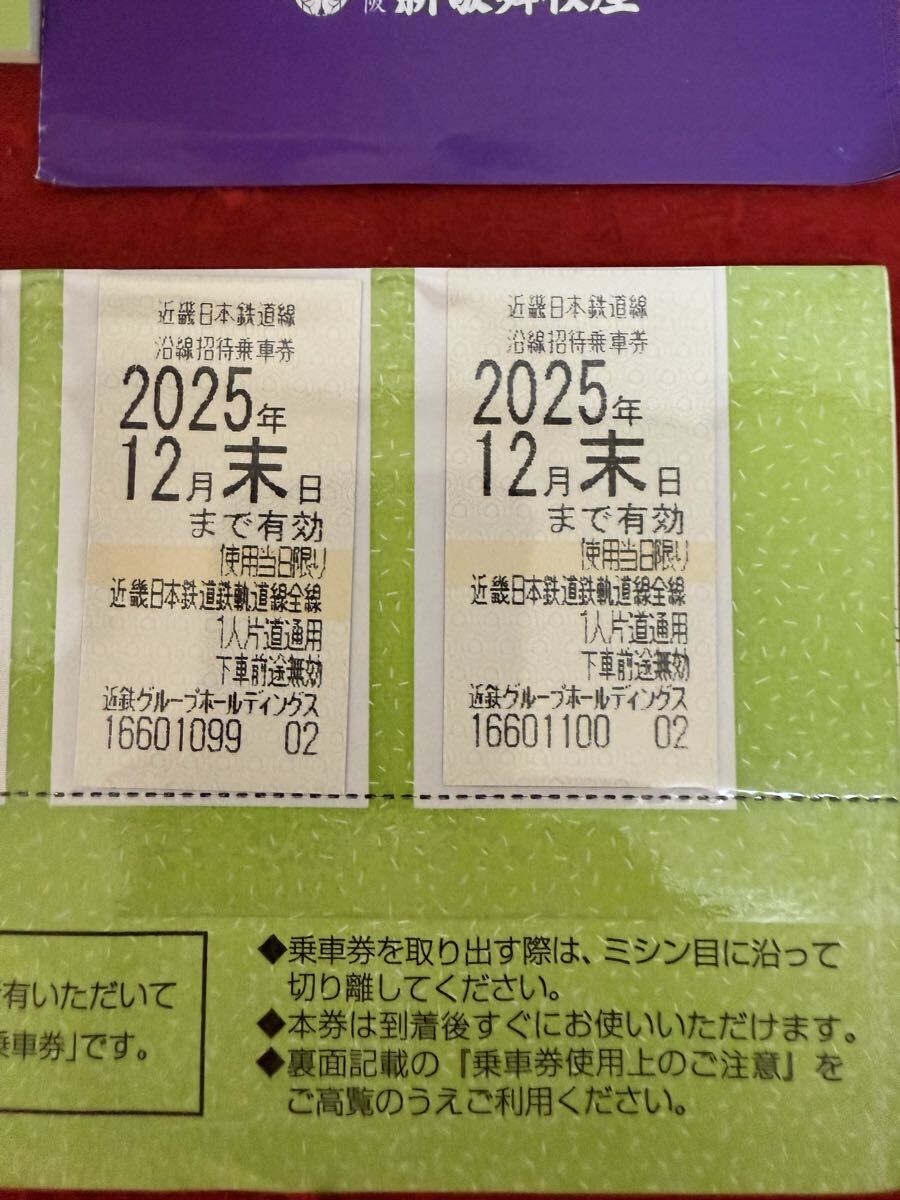 阪 新歌舞伎座
近畿日本鉄道線
沿線招待乗車券
2025年
12月末日
まで有効
使用当日限り
近畿日本鉄道鉄軌道線全線
1人片道通用
下車前途無効
近鉄グループホールディングス
16601099 02
近畿日本鉄道線
沿線招待乗車券
2025年
12月末日
まで有効
使用当日限り
近畿日本鉄道鉄軌道線全線
1人片道通用
下車前途無効
近鉄グループホールディングス
16601100 02
有いただいて
乗車券」です。
◆乗車券を取り出す際は、ミシン目に沿って
切り離してください。
◆本券は到着後すぐにお使いいただけます。
◆裏面記載の『乗車券使用上のご注意』を
ご高覧のうえご利用ください。